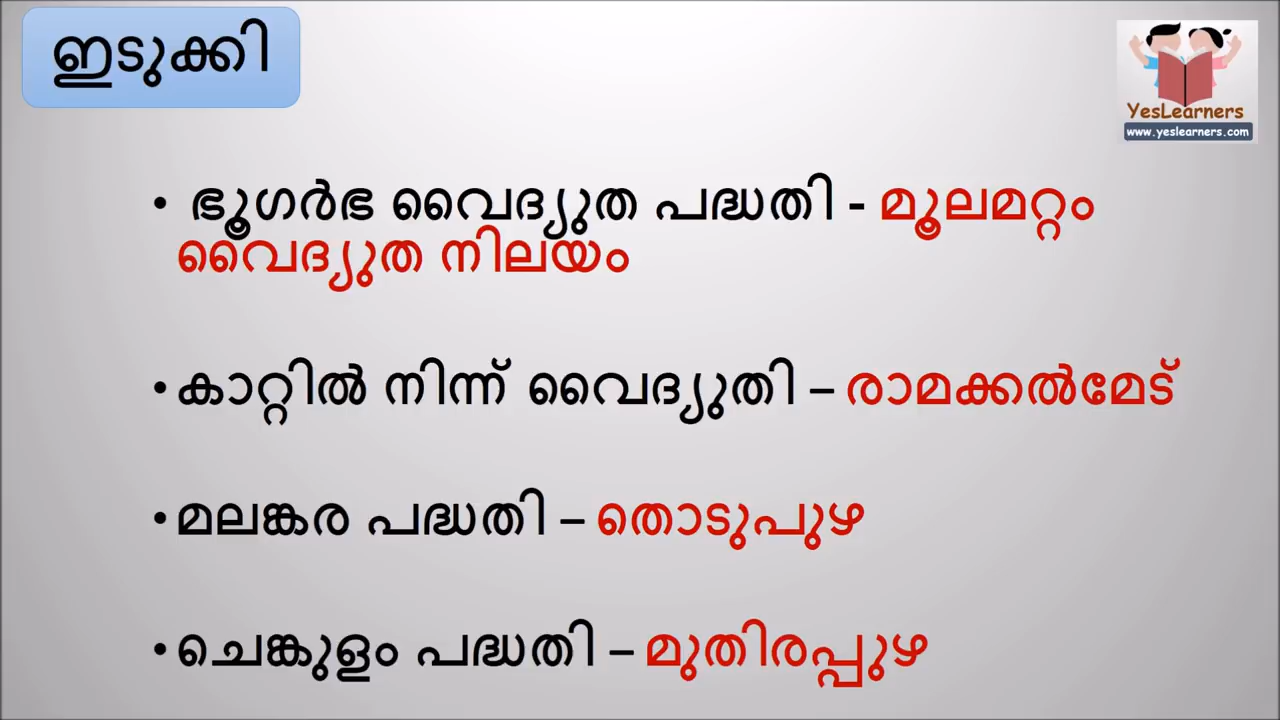 ഇടുക്കി
YesLearners
www.yeslearners.com
• ഭൂഗർഭ വൈദ്യുത പദ്ധതി - മൂലമറ്റം
വൈദ്യുത നിലയം
• കാറ്റിൽ നിന്ന് വൈദ്യുതി – രാമക്കൽമേട്
• മലങ്കര പദ്ധതി – തൊടുപുഴ
• ചെങ്കുളം പദ്ധതി – മുതിരപ്പുഴ